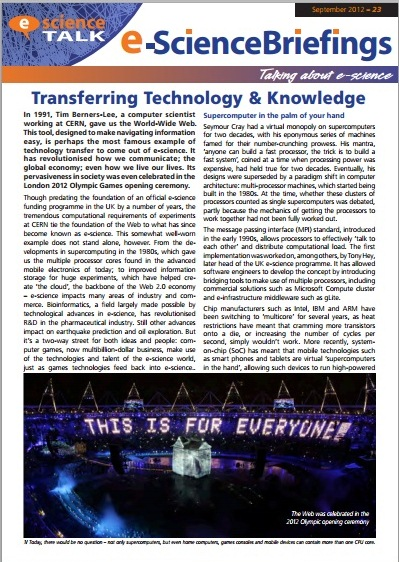 September 2012 – 23
e science
TALK
e-ScienceBriefings
Talking about e-science
Transferring Technology & Knowledge
In 1991, Tim Berners-Lee, a computer scientist
working at CERN, gave us the World-Wide Web.
This tool, designed to make navigating information
easy, is perhaps the most famous example of
technology transfer to come out of e-science. It
has revolutionised how we communicate; the
global economy; even how we live our lives. Its
pervasiveness to society was even celebrated in the
London 2012 Olympic Games opening ceremony.
Though predating the foundation of an official e-science
funding programme in the UK by a number of years, the
tremendous computational requirements of experiments
at CERN tie the foundation of the Web to what has since
become known as e-science. This somewhat well-worn
example does not stand alone, however. From the de-
velopments in supercomputing in the 1980s, which gave
us the multiple processor cores found in the advanced
mobile electronics of today; to improved information
storage for huge experiments, which have helped cre-
ate 'the cloud', the backbone of the Web 2.0 economy
– e-science impacts many areas of industry and com-
merce. Bioinformatics, a field largely made possible by
technological advances in e-science, has revolutionised
R&D in the pharmaceutical industry. Still other advances
impact on earthquake prediction and oil exploration. But
it's a two-way street for both ideas and people: com-
puter games, now multibillion-dollar business, make use
of the technologies and talent of the e-science world,
just as games technologies feed back into e-science..
Supercomputer in the palm of your hand
Seymour Cray had a virtual monopoly on supercomputers
for two decades, with his eponymous series of machines
famed for their number-crunching prowess. His mantra,
'anyone can build a fast processor, the trick is to build a
fast system', coined at a time when processing power was
expensive, had held true for two decades. Eventually, his
designs were superseded by a paradigm shift in computer
architecture: multi-processor machines, which started being
built in the 1980s. At the time, whether these clusters of
processors counted as single supercomputers was debated,
partly because the mechanics of getting the processors to
work together had not been fully worked out.
The message passing interface (MPI) standard, introduced
in the early 1990s, allows processors to effectively 'talk to
each other' and distribute computational load. The first
implementation was worked on, among others, by Tony Hey,
later head of the UK e-science programme. It has allowed
software engineers to develop the concept by introducing
bridging tools to make use of multiple processors, including
commercial solutions such as Microsoft Compute cluster
and e-infrastructure middleware such as gLite.
Chip manufacturers such as Intel, IBM and ARM have
been switching to 'multicore' for several years, as heat
restrictions have meant that cramming more transistors
onto a die, or increasing the number of cycles per
second, simply wouldn't work. More recently, system-
on-chip (SoC) has meant that mobile technologies such
as smart phones and tablets are virtual 'supercomputers
in the hand', allowing such devices to run high-powered
THIS IS FOR EVERYONE
The Web was celebrated in the
2012 Olympic opening ceremony
1) Today, there would be no question – not only supercomputers, but even home computers, games consoles and mobile devices can contain more than one CPU core.